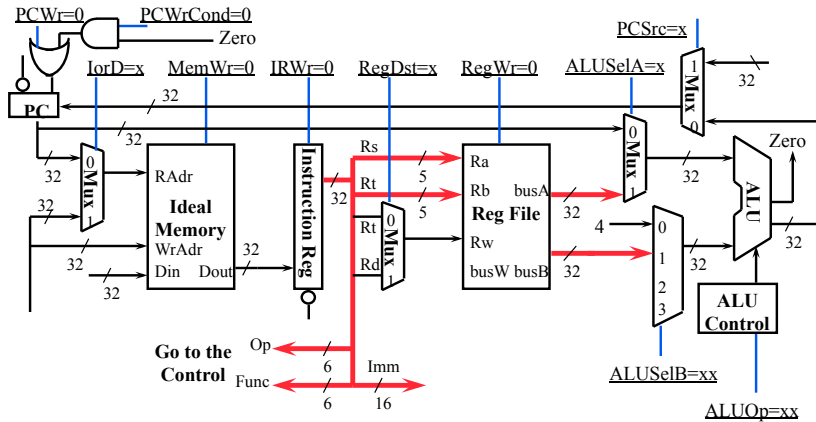 PCWr=0 PCWrCond=0 PCSrc=x
Zero
IorD=x MemWr=0 IRWr=0 RegDst=x RegWr=0 ALUSelA=x
1 Mux 0
32
PC
32
32
32
Zero
0 Mux 1
RAdr
Ideal Memory
WrAdr
Din Dout
32
32
32
32
Instruction Reg
32
Rs
5
Rt
5
Rt
Rd
0 Mux 1
Ra
Rb busA
Reg File
Rw
busW busB
32
32
0 Mux 1
32
4
0
1
2
3
32
ALU
32
ALU Control
Go to the Control
Op
6
Func
6
Imm
16
ALUSelB=xx
ALUOp=xx